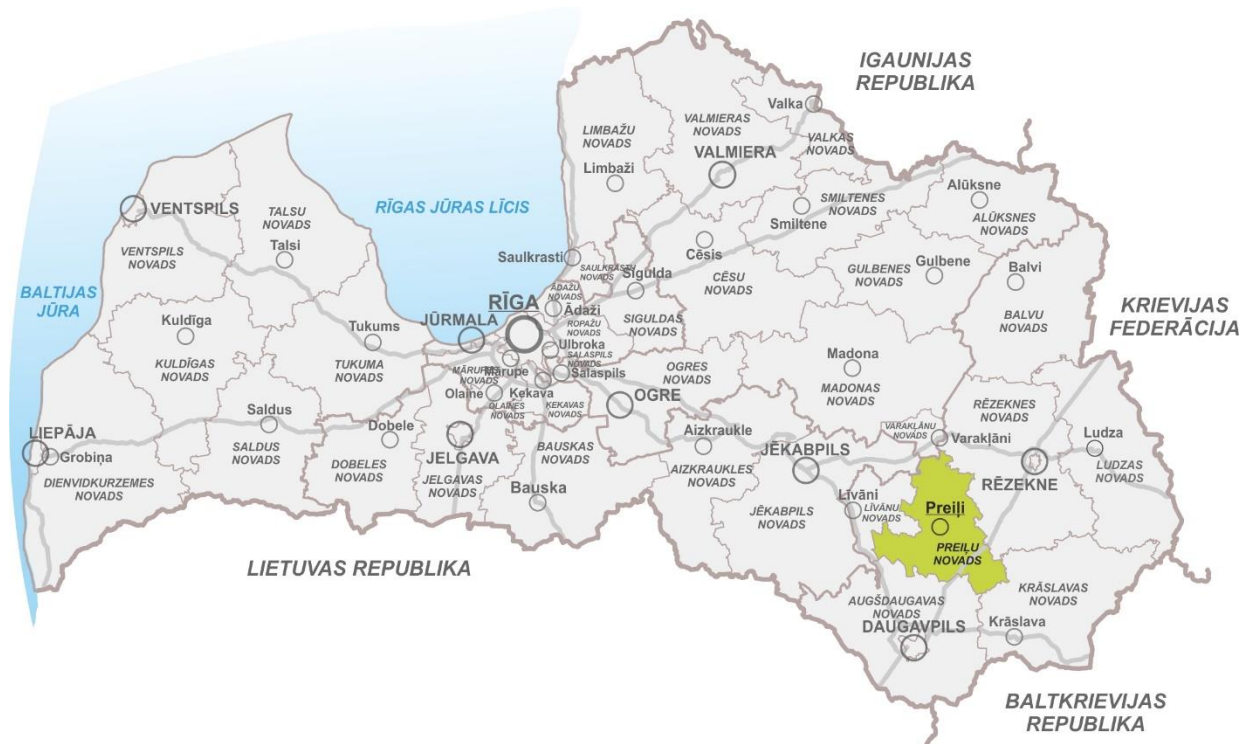 IGAUNIJAS
REPUBLIKA
Valka
VALMIERAS
NOVADS
LIMBAŽU
NOVADS
VALKAS
NOVADS
VALMIERA
Limbaži
Alūksne
VENTSPILS
TALSU
NOVADS
RĪGAS JŪRAS LĪCIS
SMILTENES
NOVADS
Smiltene
ALŪKSNES
NOVADS
VENTSPILS
NOVADS
Talsi
Saulkrasti
SAULKRASTU
NOVADS
Cēsis
Sigulda
CĒSU
NOVADS
GULBENES
NOVADS
Gulbene
Balvi
BALTIJAS
JŪRA
ĀDAŽU
NOVADS
Ādaži
RĪGA
JŪRMALA
Kuldīga
Tukums
ROPAŽU
NOVADS
SIGULDAS
NOVADS
BALVU
NOVADS
KRIEVIJAS
FEDERĀCIJA
Ulbroka
SALASPILS
NOVADS
KULDĪGAS
NOVADS
TUKUMA
NOVADS
MĀRUPES
NOVADS
Mārupe
Salaspils
OGRES
NOVADS
Madona
MADONAS
NOVADS
Olaine
OLAINES
NOVADS
Ķekava
ĶEKAVAS
NOVADS
OGRE
RĒZEKNES
NOVADS
Saldus
Dobele
LIEPĀJA
Grobiņa
SALDUS
NOVADS
DOBELES
NOVADS
JELGAVA
BAUSKAS
NOVADS
Aizkraukle
VARAKĻĀNU
NOVADS
Varakļāni
Ludza
LUDZAS
NOVADS
DIENVIDKURZEMES
NOVADS
JELGAVAS
NOVADS
Bauska
AIZKRAUKLES
NOVADS
JĒKABPILS
RĒZEKNE
JĒKABPILS
NOVADS
Līvāni
LĪVĀNU
NOVADS
Preiļi
PREIĻU
NOVADS
LIETUVAS REPUBLIKA
KRĀSLAVAS
NOVADS
AUGŠDAUGAVAS
NOVADS
DAUGAVPILS
Krāslava
BALTKRIEVIJAS
REPUBLIKA